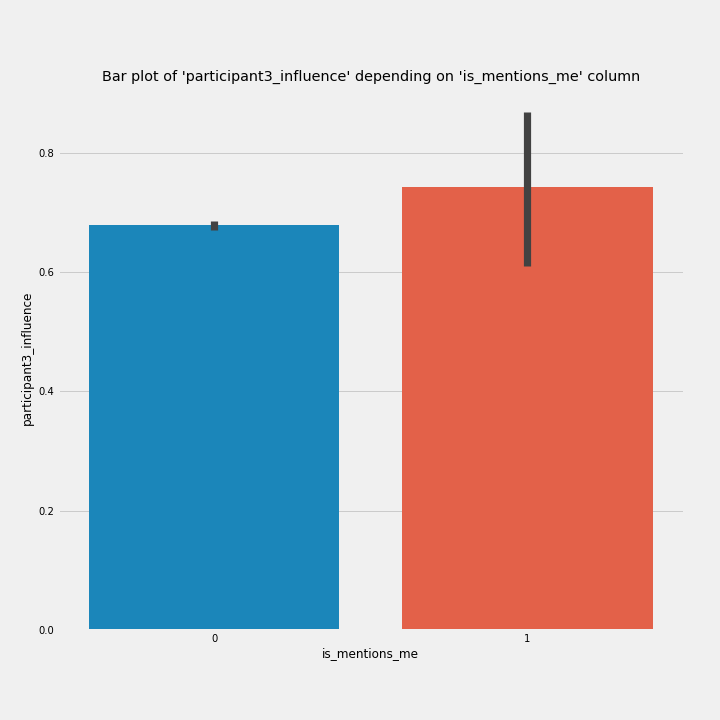 Bar plot of 'participant3_influence' depending on 'is_mentions_me' column
participant3_influence
0.8
0.6
0.4
0.2
0.0
0
1
is_mentions_me